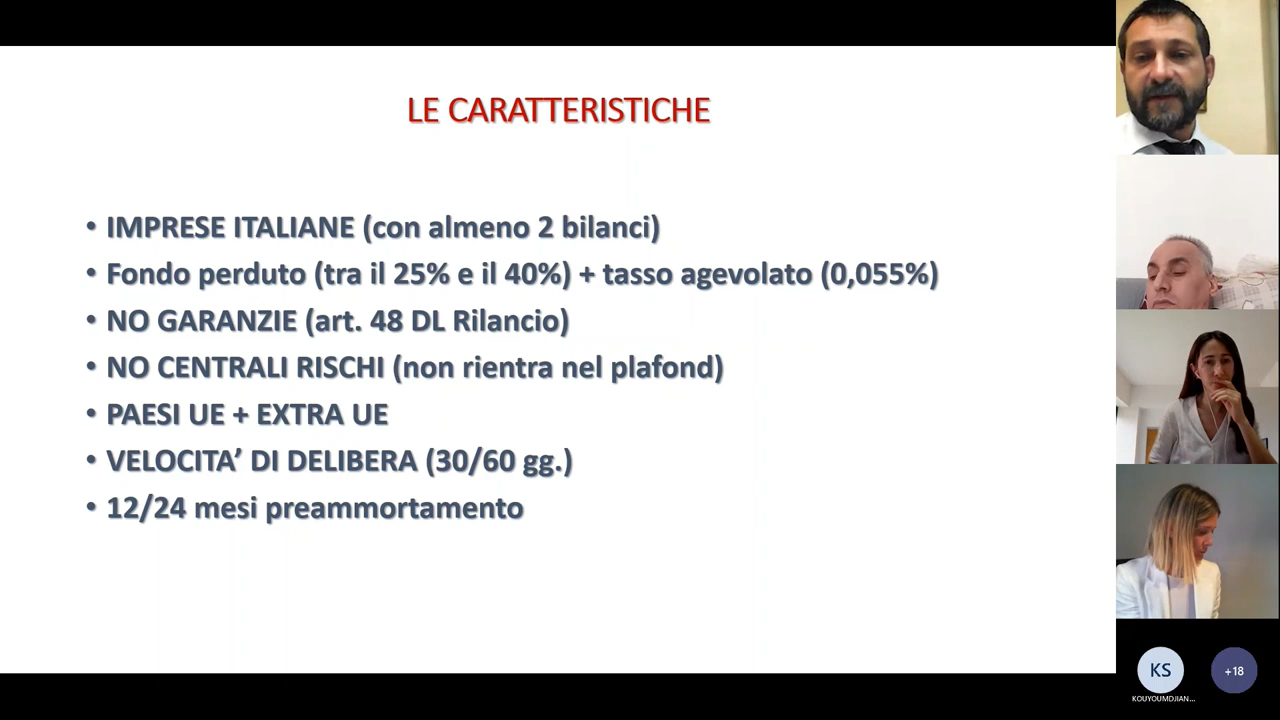 LE CARATTERISTICHE
• IMPRESE ITALIANE (con almeno 2 bilanci)
• Fondo perduto (tra il 25% e il 40%) + tasso agevolato (0,055%)
• NO GARANZIE (art. 48 DL Rilancio)
• NO CENTRALI RISCHI (non rientra nel plafond)
• PAESI UE + EXTRA UE
• VELOCITA’ DI DELIBERA (30/60 gg.)
• 12/24 mesi preammortamento
KS
+18
KOUYOUMDJIAN...